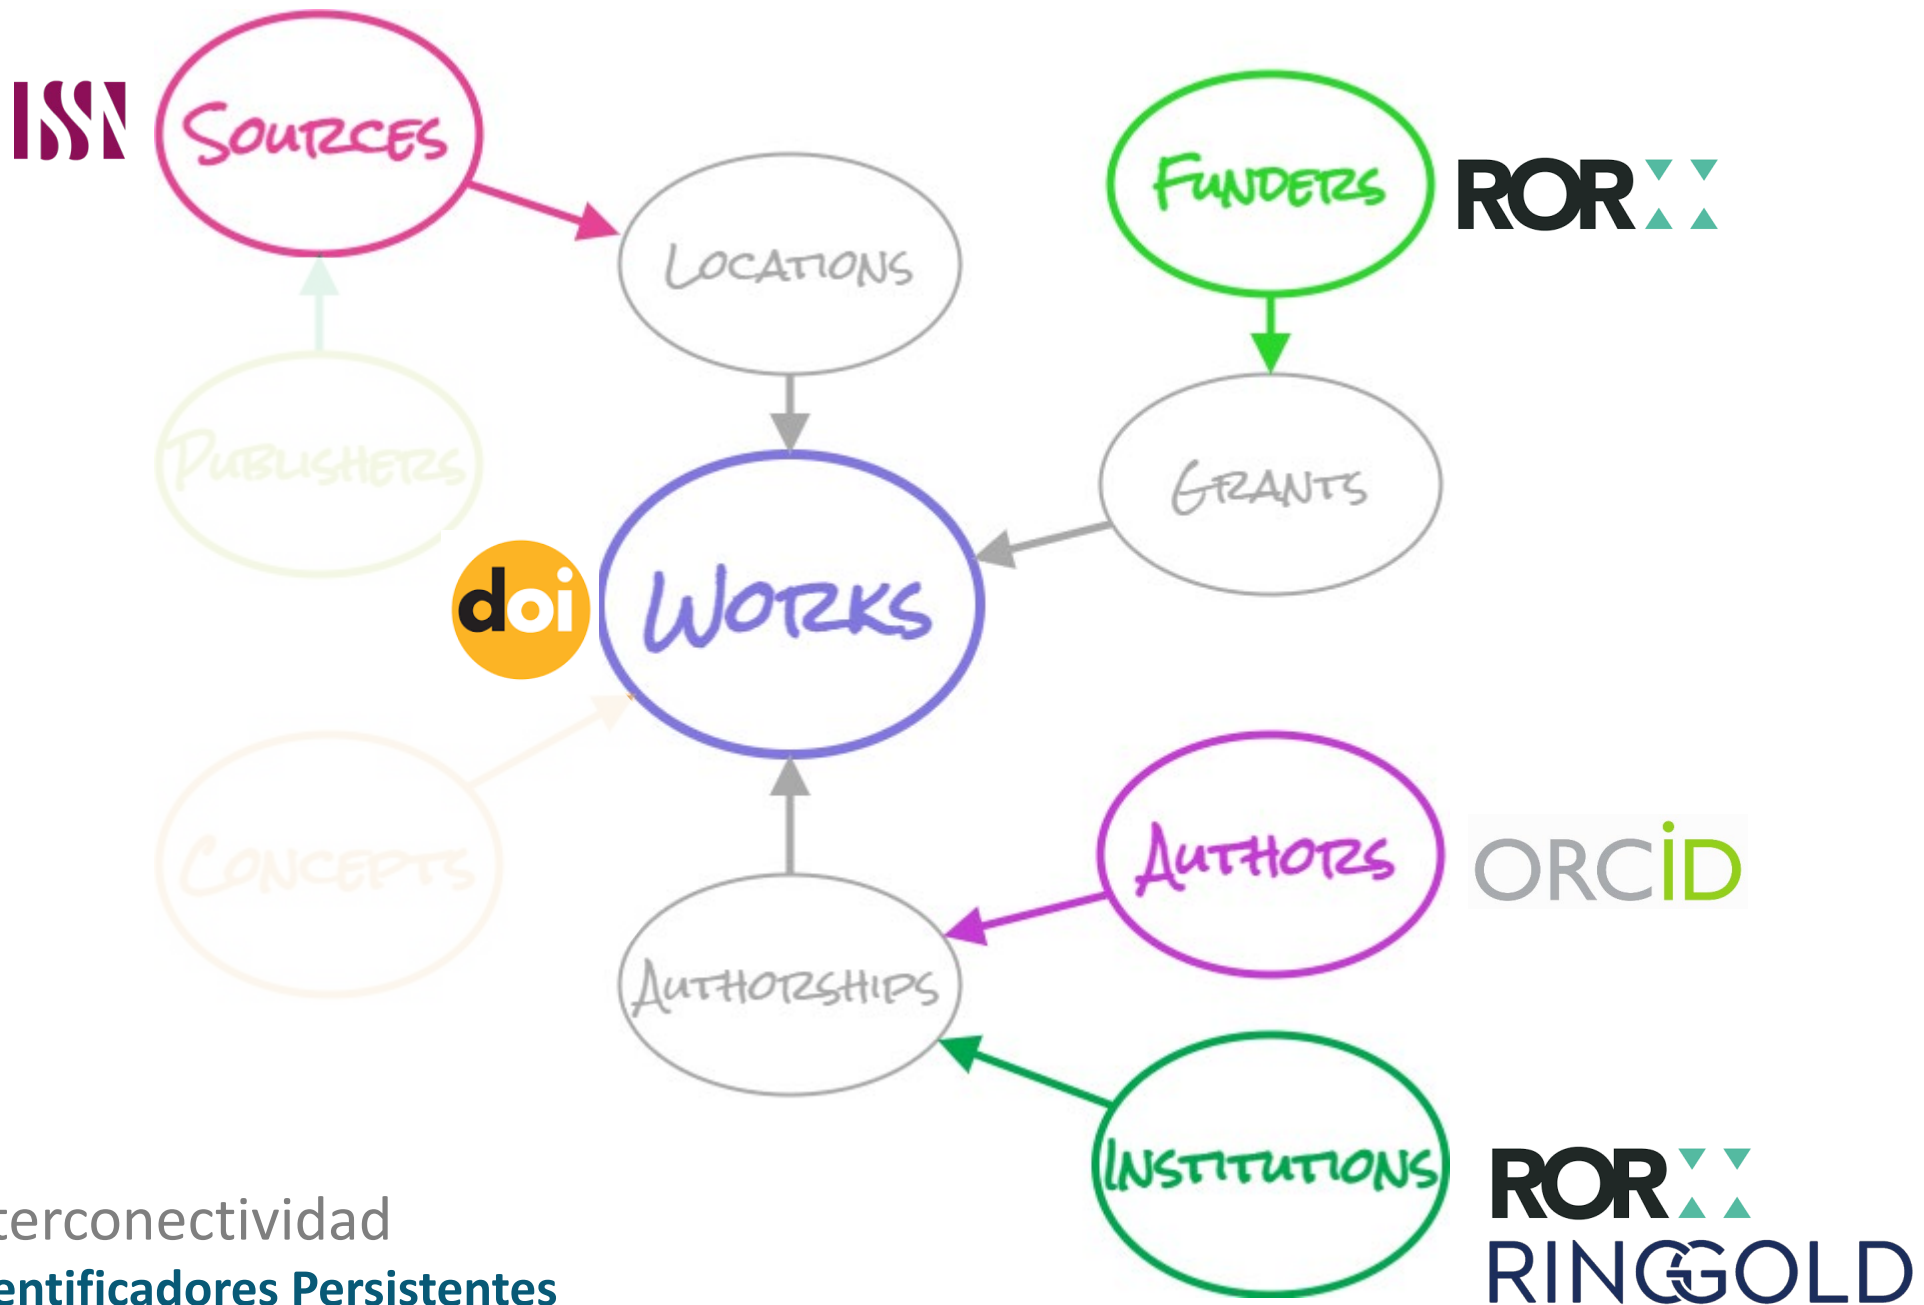 ISSN
SOURCES
FUNDERS
ROR
LOCATIONS
PUBLISHERS
GRANTS
doi
WORKS
AUTHORS
ORCID
CONCEPTS
AUTHORSHIPS
INSTITUTIONS
ROR
RINGGOLD
terconectividad
entificadores Persistentes